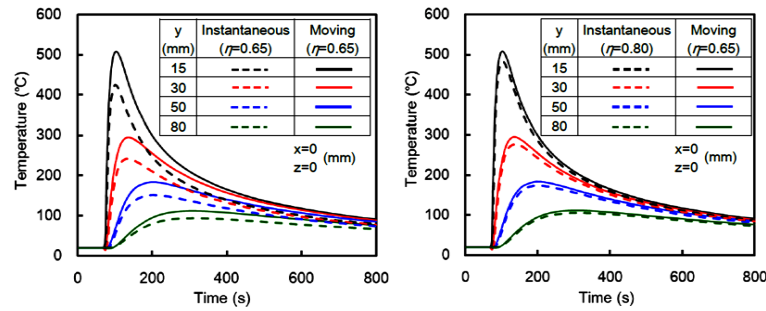 600
500
400
300
200
100
0
Temperature (°C)
0 200 400 600 800
Time (s)
y (mm) Instantaneous (η=0.65) Moving (η=0.65)
15
30
50
80
x=0
z=0 (mm)
600
500
400
300
200
100
0
Temperature (°C)
0 200 400 600 800
Time (s)
y (mm) Instantaneous (η=0.80) Moving (η=0.65)
15
30
50
80
x=0
z=0 (mm)